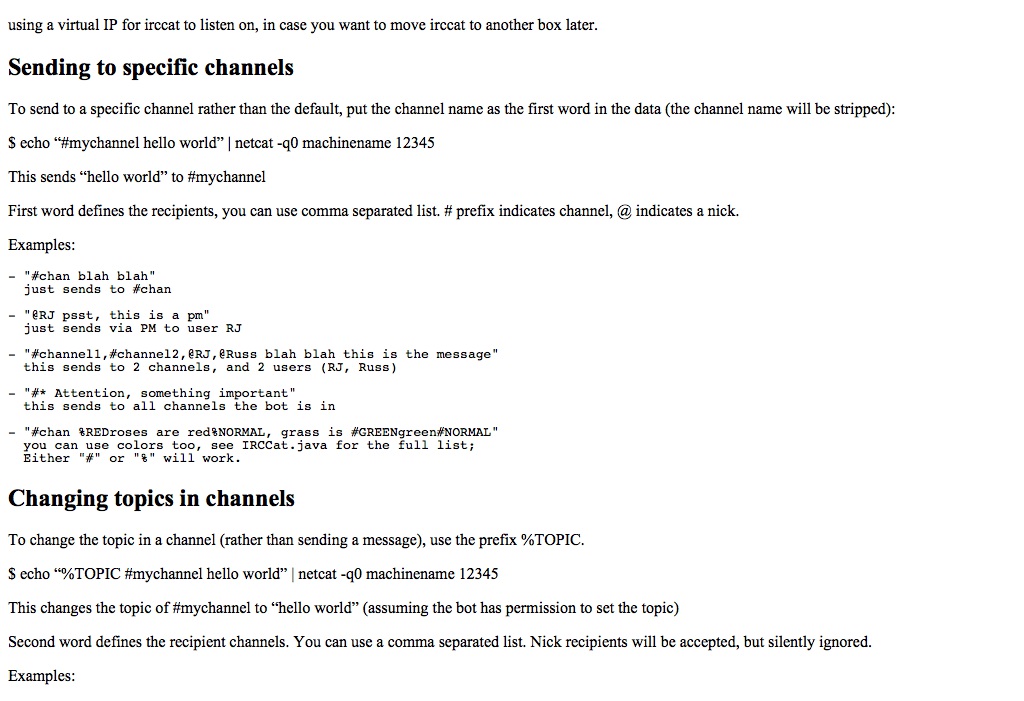 using a virtual IP for irccat to listen on, in case you want to move irccat to another box later.
Sending to specific channels
To send to a specific channel rather than the default, put the channel name as the first word in the data (the channel name will be stripped):
$ echo “#mychannel hello world” | netcat -q0 machinename 12345
This sends “hello world” to #mychannel
First word defines the recipients, you can use comma separated list. # prefix indicates channel, @ indicates a nick.
Examples:
- "#chan blah blah"
just sends to #chan
- "@RJ psst, this is a pm"
just sends via PM to user RJ
- "#channel1,#channel2,@RJ,@Russ blah blah this is the message"
this sends to 2 channels, and 2 users (RJ, Russ)
- "#* Attention, something important"
this sends to all channels the bot is in
- "#chan %REDroses are red%NORMAL, grass is #GREENgreen#NORMAL"
you can use colors too, see IRCCat.java for the full list;
Either "#" or "%" will work.
Changing topics in channels
To change the topic in a channel (rather than sending a message), use the prefix %TOPIC.
$ echo “%TOPIC #mychannel hello world” | netcat -q0 machinename 12345
This changes the topic of #mychannel to “hello world” (assuming the bot has permission to set the topic)
Second word defines the recipient channels. You can use a comma separated list. Nick recipients will be accepted, but silently ignored.
Examples: